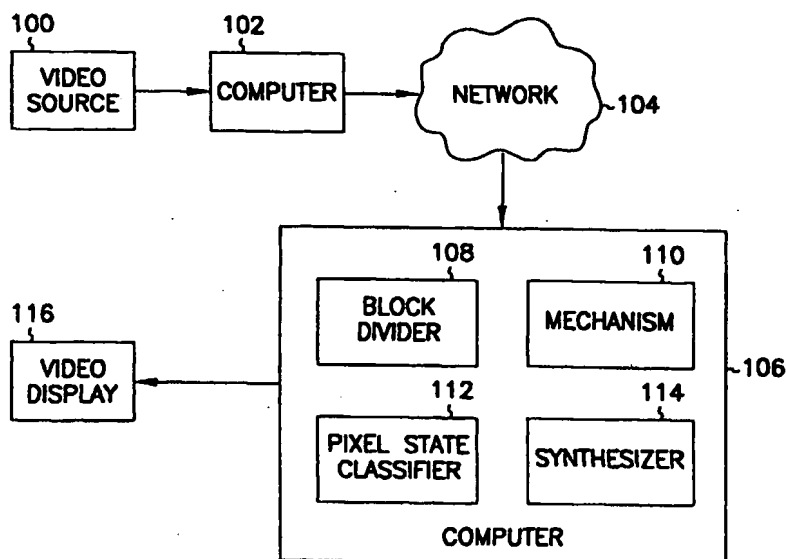 100
VIDEO
SOURCE
102
COMPUTER
NETWORK
104
108
BLOCK
DIVIDER
110
MECHANISM
106
116
VIDEO
DISPLAY
112
PIXEL STATE
CLASSIFIER
114
SYNTHESIZER
COMPUTER